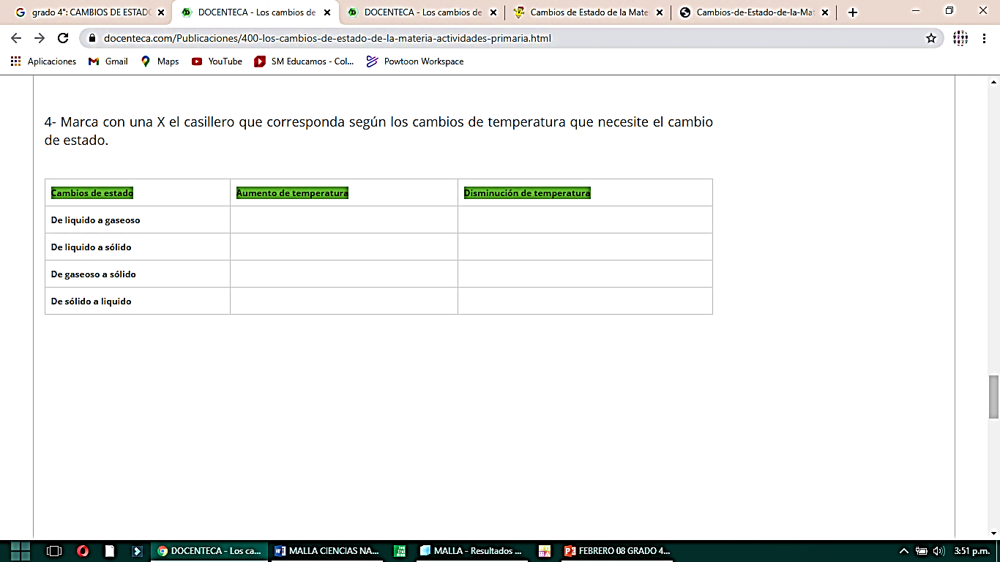 grado 4°: CAMBIOS DE ESTADO
DOCENTECA - Los cambios de
DOCENTECA - Los cambios de
Cambios de Estado de la Mate
Cambios-de-Estado-de-la-Mat
docenteca.com/Publicaciones/400-los-cambios-de-estado-de-la-materia-actividades-primaria.html
Aplicaciones
Gmail
Maps
YouTube
SM Educamos - Col...
Powtoon Workspace
4- Marca con una X el casillero que corresponda según los cambios de temperatura que necesite el cambio
de estado.
Cambios de estado Aumento de temperatura Disminución de temperatura
De liquido a gaseoso
De liquido a sólido
De gaseoso a sólido
De sólido a liquido
DOCENTECA - Los ca...
MALLA CIENCIAS NA...
MALLA - Resultados ...
FEBRERO 08 GRADO 4...
3:51 p.m.